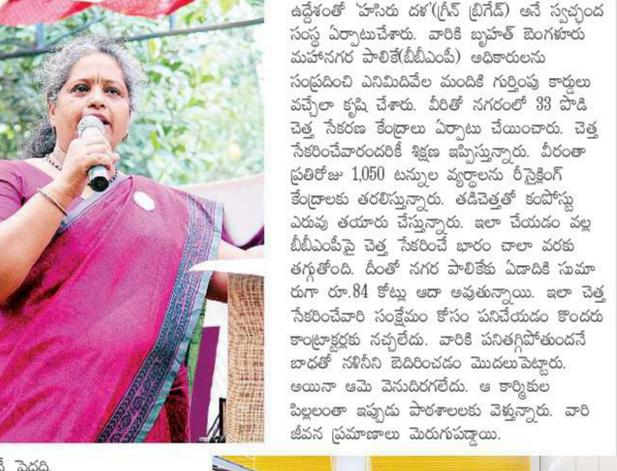 ఉద్దేశంతో 'హసిరు దళ'(గ్రీన్ బ్రిగేడ్) అనే స్వచ్ఛంద
సంస్థ ఏర్పాటుచేశారు. వారికి బృహత్ బెంగళూరు
మహానగర పాలికే(బీబీఎంపీ) అధికారులను
సంప్రదించి ఎనిమిదివేల మందికి గుర్తింపు కార్డులు
వచ్చేలా కృషి చేశారు. వీరితో నగరంలో 33 పొడి
చెత్త సేకరణ కేంద్రాలు ఏర్పాటు చేయించారు. చెత్త
సేకరించేవారందరికీ శిక్షణ ఇప్పిస్తున్నారు. వీరంతా
ప్రతిరోజు 1,050 టన్నుల వ్యర్థాలను రీసైక్లింగ్
కేంద్రాలకు తరలిస్తున్నారు. తడిచెత్తతో కంపోస్టు
ఎరువు తయారు చేస్తున్నారు. ఇలా చేయడం వల్ల
బీబీఎంపీపై చెత్త సేకరించే భారం చాలా వరకు
తగ్గుతోంది. దీంతో నగర పాలికేకు ఏడాదికి సుమా
రుగా రూ.84 కోట్లు ఆదా అవుతున్నాయి. ఇలా చెత్త
సేకరించేవారి సంక్షేమం కోసం పనిచేయడం కొందరు
కాంట్రాక్టర్లకు నచ్చలేదు. వారికి పనితగ్గిపోతుందనే
బాధతో నళినీని బెదిరించడం మొదలుపెట్టారు.
అయినా ఆమె వెనుదిరగలేదు. ఆ కార్మికుల
పిల్లలంతా ఇప్పుడు పాఠశాలలకు వెళ్తున్నారు. వారి
జీవన ప్రమాణాలు మెరుగుపడ్డాయి.